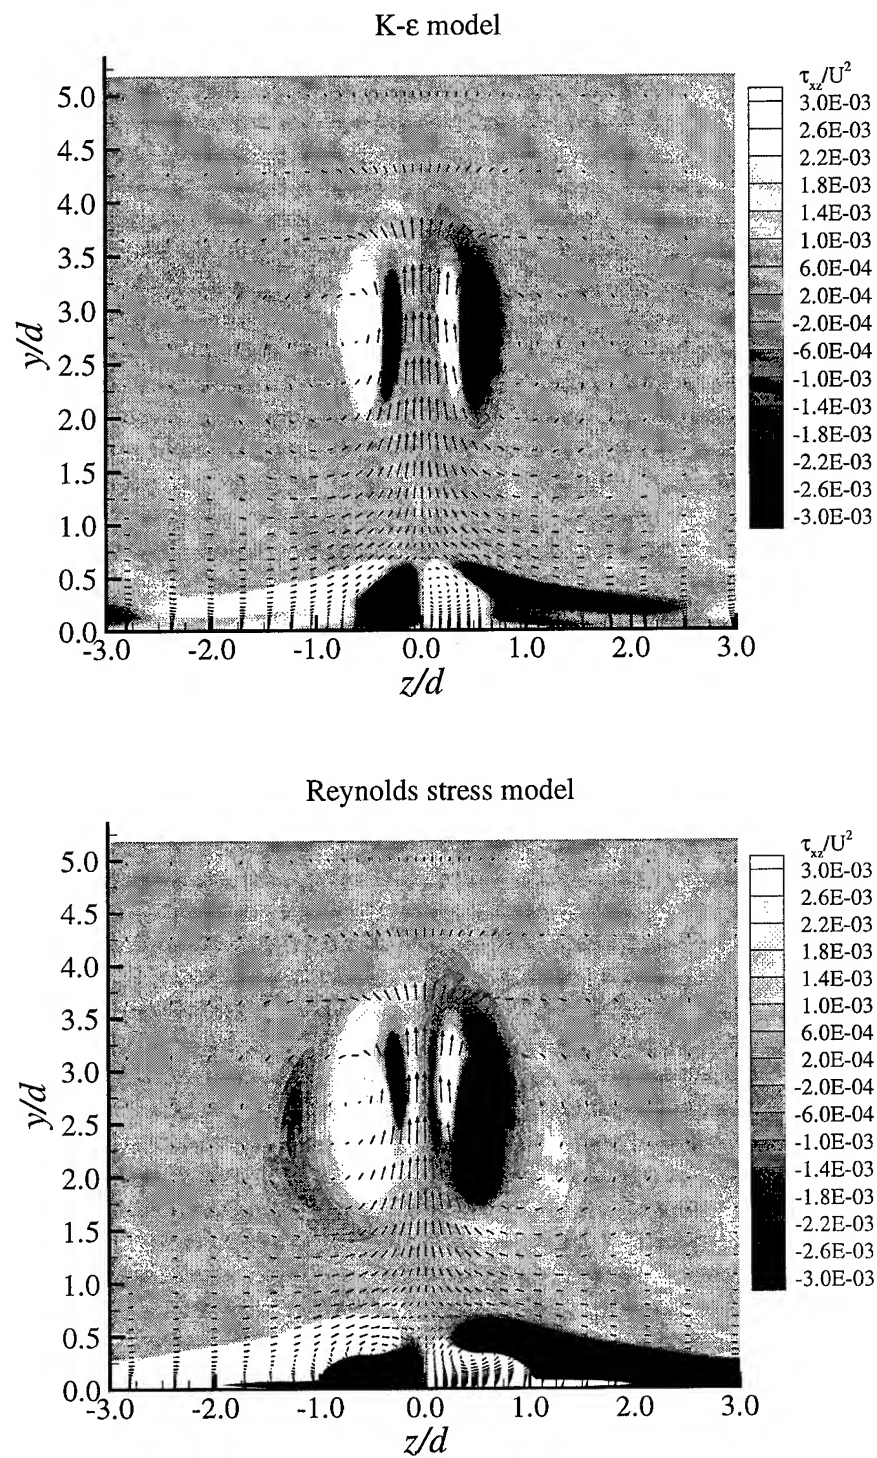 K-ε model
τxz/U²
3.0E-03
2.6E-03
2.2E-03
1.8E-03
1.4E-03
1.0E-03
6.0E-04
2.0E-04
-2.0E-04
-6.0E-04
-1.0E-03
-1.4E-03
-1.8E-03
-2.2E-03
-2.6E-03
-3.0E-03
y/d
5.0
4.5
4.0
3.5
3.0
2.5
2.0
1.5
1.0
0.5
0.0
-3.0 -2.0 -1.0 0.0 1.0 2.0 3.0
z/d
Reynolds stress model
τxz/U²
3.0E-03
2.6E-03
2.2E-03
1.8E-03
1.4E-03
1.0E-03
6.0E-04
2.0E-04
-2.0E-04
-6.0E-04
-1.0E-03
-1.4E-03
-1.8E-03
-2.2E-03
-2.6E-03
-3.0E-03
y/d
5.0
4.5
4.0
3.5
3.0
2.5
2.0
1.5
1.0
0.5
0.0
-3.0 -2.0 -1.0 0.0 1.0 2.0 3.0
z/d